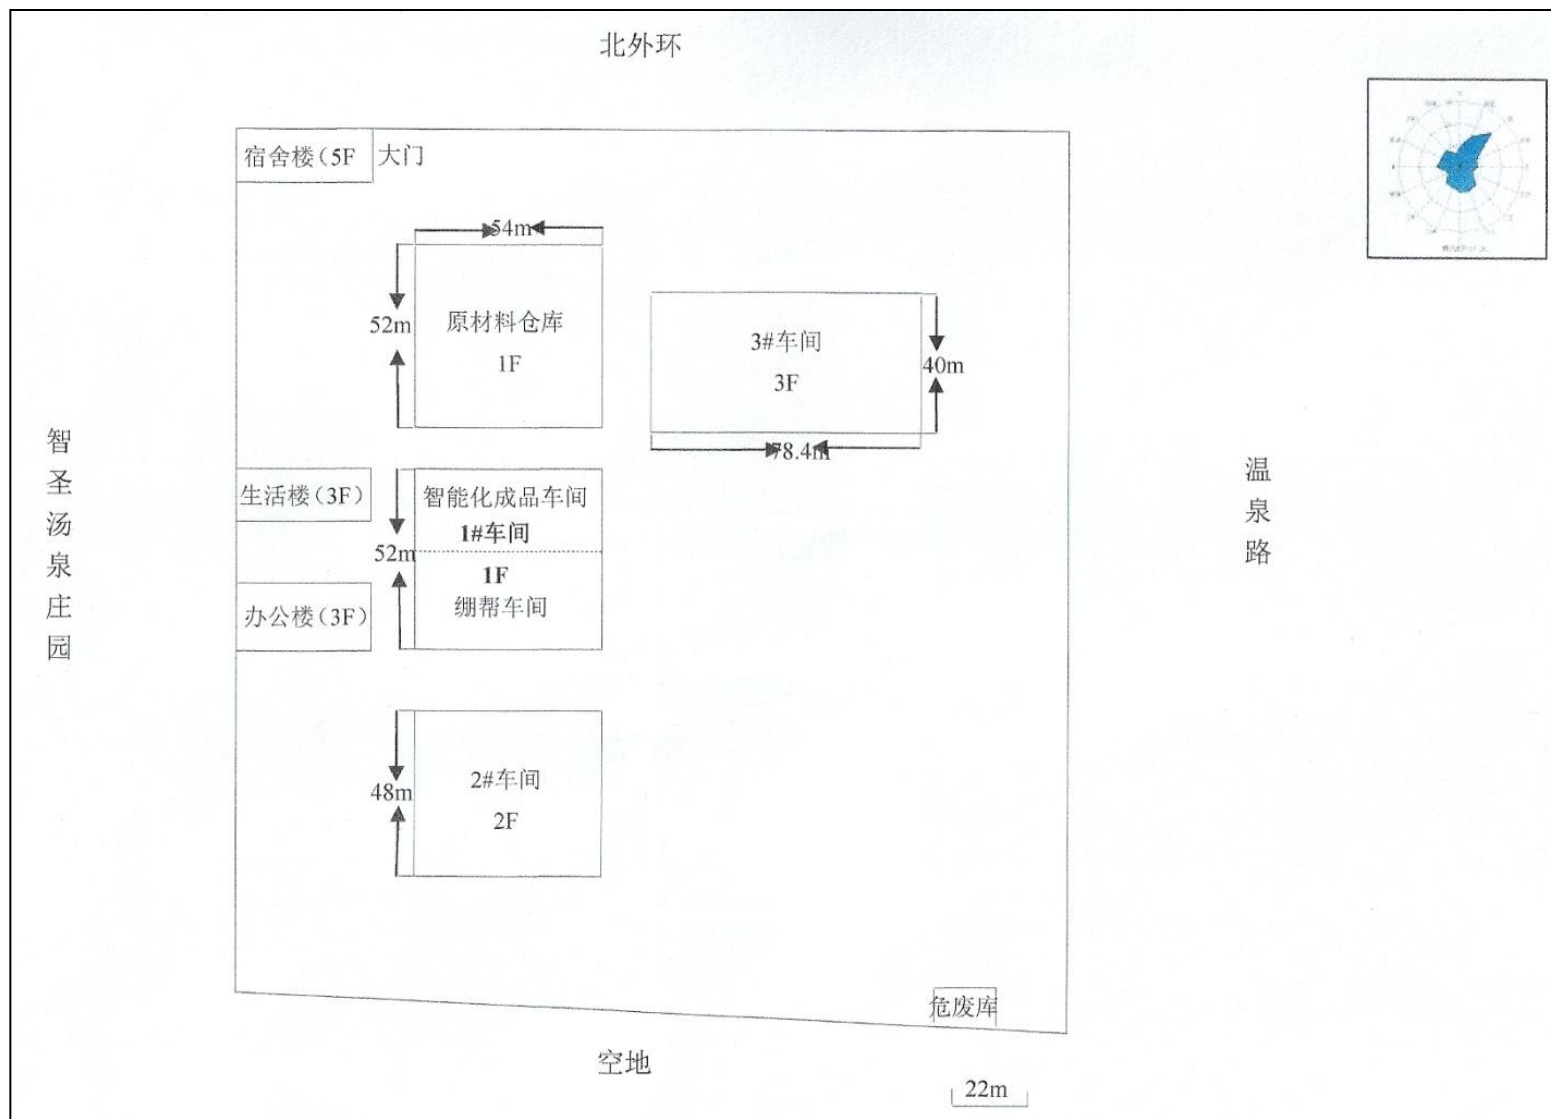 北外环
宿舍楼（5F
大门
54m
52m
原材料仓库
1F
3#车间
3F
40m
78.4m
智圣汤泉庄园
温泉路
生活楼（3F）
智能化成品车间
1#车间
52m
1F
绷帮车间
办公楼（3F）
48m
2#车间
2F
危废库
空地
22m